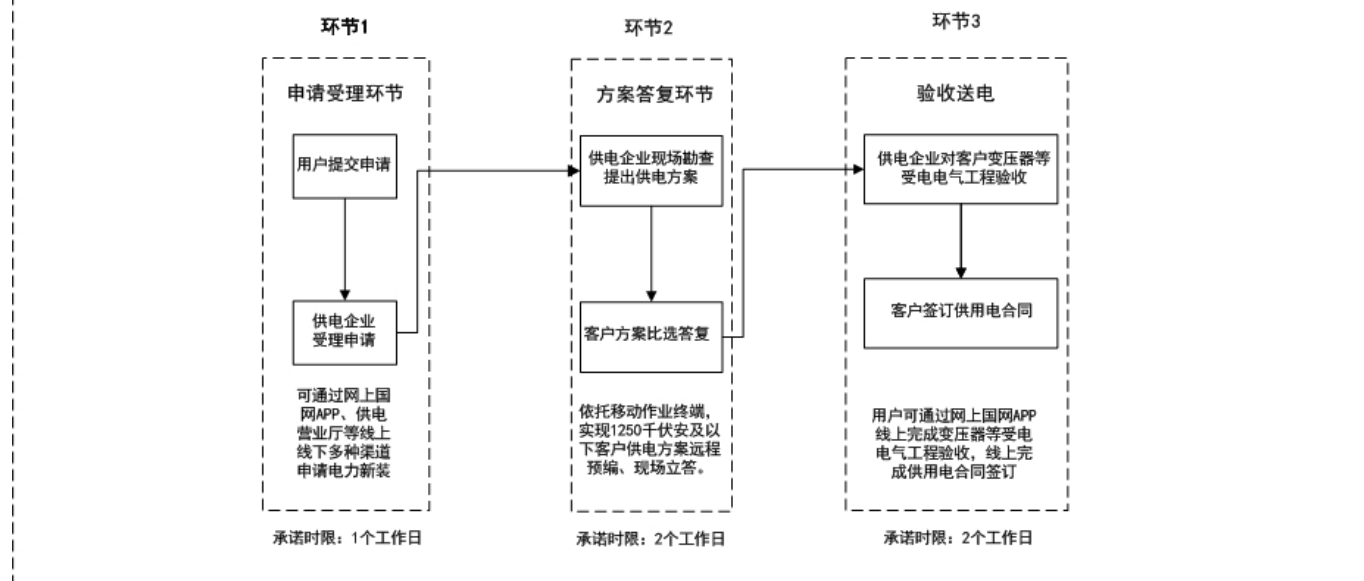 环节1
申请受理环节
用户提交申请
供电企业
受理申请
可通过网上国
网APP、供电
营业厅等线上
线下多种渠道
申请电力新装
承诺时限：1个工作日
环节2
方案答复环节
供电企业现场勘查
提出供电方案
客户方案比选答复
依托移动作业终端，
实现1250千伏安及以
下客户供电方案远程
预编、现场立答。
承诺时限：2个工作日
环节3
验收送电
供电企业对客户变压器等
受电电气工程验收
客户签订供用电合同
用户可通过网上国网APP
线上完成变压器等受电
电气工程验收，线上完
成供用电合同签订
承诺时限：2个工作日